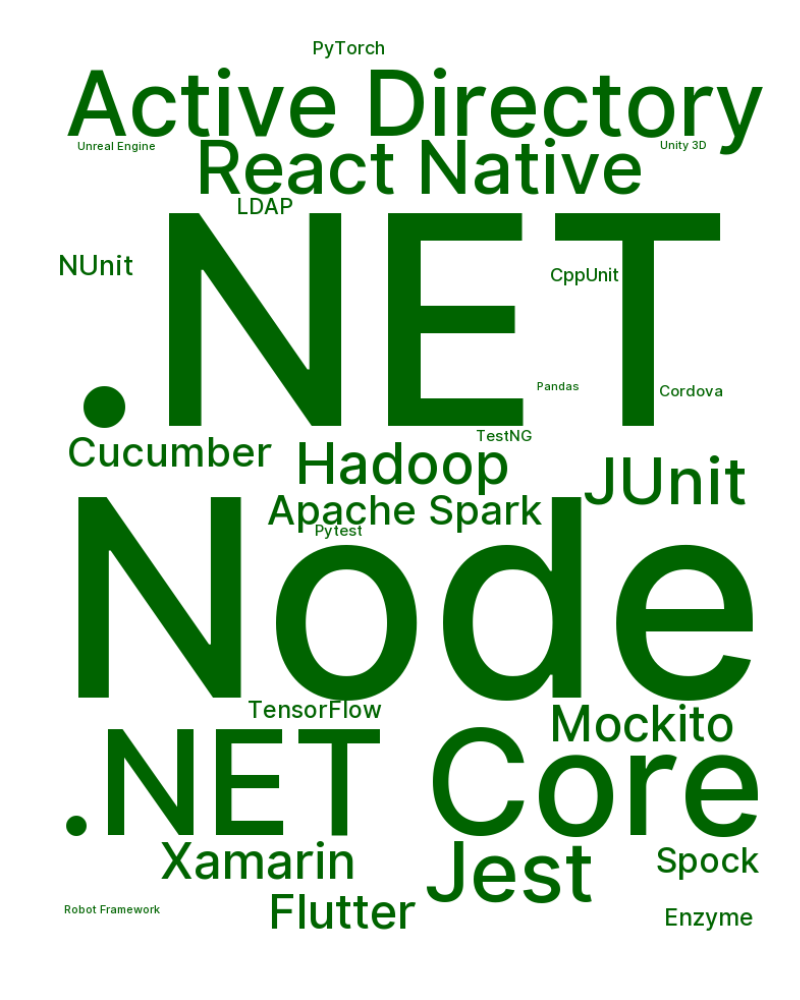 PyTorch
Active Directory
Unreal Engine
Unity 3D
React Native
LDAP
.NET
NUnit
CppUnit
Pandas
Cordova
TestNG
Cucumber
Hadoop
JUnit
Apache Spark
Pytest
Node
TensorFlow
Mockito
.NET Core
Xamarin
Jest
Spock
Flutter
Robot Framework
Enzyme